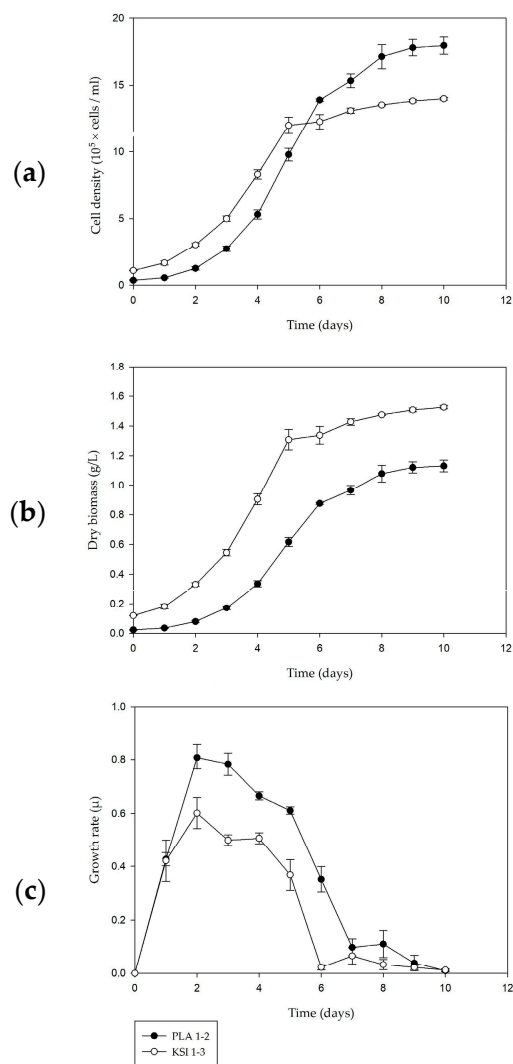 (a)
Cell density (10⁵ × cells / ml)
20
15
10
5
0
0 2 4 6 8 10 12
Time (days)
(b)
Dry biomass (g/L)
1.8
1.6
1.4
1.2
1.0
0.8
0.6
0.4
0.2
0.0
0 2 4 6 8 10 12
Time (days)
(c)
Growth rate (μ)
1.0
0.8
0.6
0.4
0.2
0.0
0 2 4 6 8 10 12
Time (days)
PLA 1-2
KSI 1-3